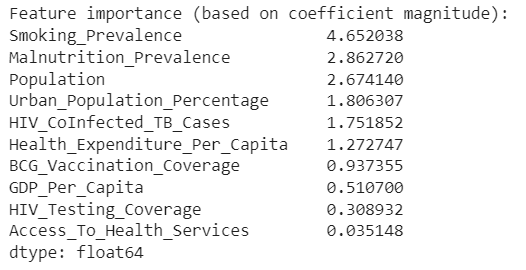 Feature importance (based on coefficient magnitude):
Smoking_Prevalence 4.652038
Malnutrition_Prevalence 2.862720
Population 2.674140
Urban_Population_Percentage 1.806307
HIV_CoInfected_TB_Cases 1.751852
Health_Expenditure_Per_Capita 1.272747
BCG_Vaccination_Coverage 0.937355
GDP_Per_Capita 0.510700
HIV_Testing_Coverage 0.308932
Access_To_Health_Services 0.035148
dtype: float64